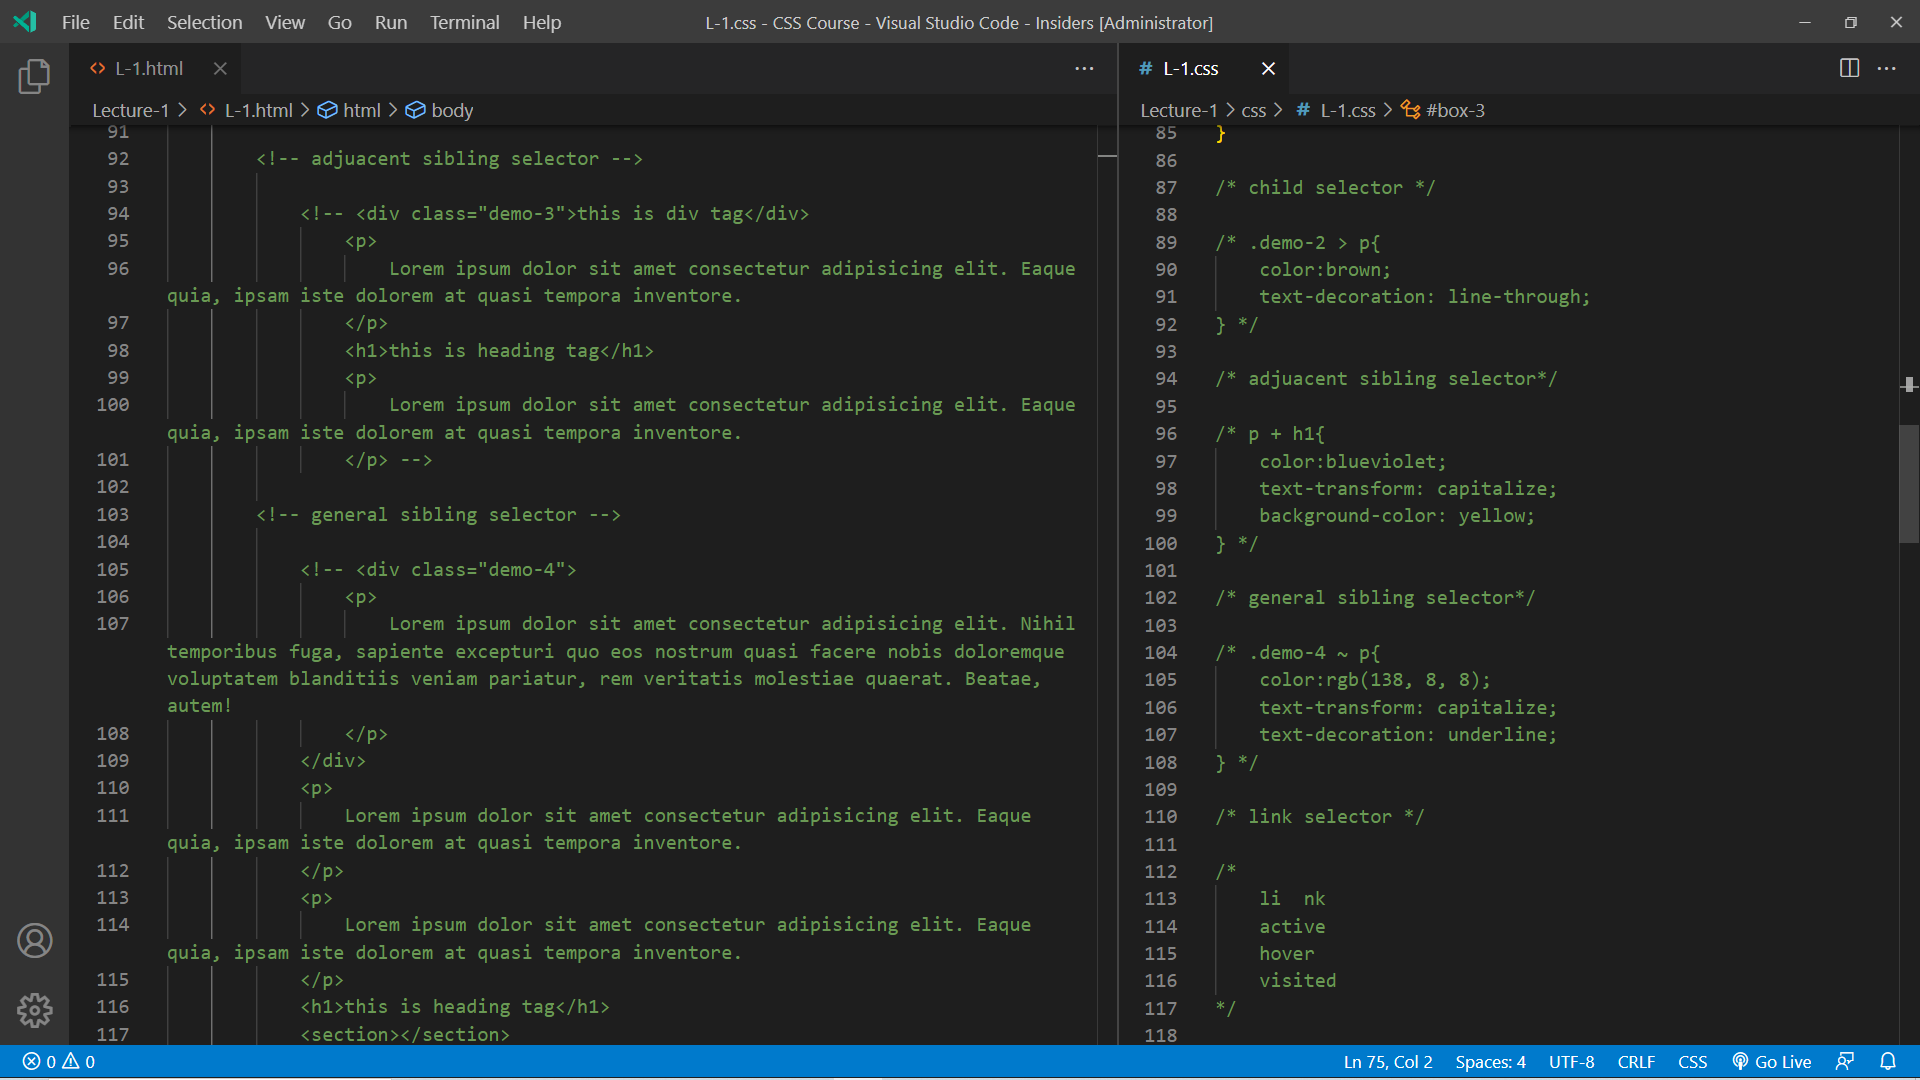 File Edit Selection View Go Run Terminal Help
L-1.css - CSS Course - Visual Studio Code - Insiders [Administrator]
L-1.html
Lecture-1 > L-1.html > html > body
91
92 <!-- adjuacent sibling selector -->
93
94 <!-- <div class="demo-3">this is div tag</div>
95 <p>
96 Lorem ipsum dolor sit amet consectetur adipisicing elit. Eaque
quia, ipsam iste dolorem at quasi tempora inventore.
97 </p>
98 <h1>this is heading tag</h1>
99 <p>
100 Lorem ipsum dolor sit amet consectetur adipisicing elit. Eaque
quia, ipsam iste dolorem at quasi tempora inventore.
101 </p> -->
102
103 <!-- general sibling selector -->
104
105 <!-- <div class="demo-4">
106 <p>
107 Lorem ipsum dolor sit amet consectetur adipisicing elit. Nihil
temporibus fuga, sapiente excepturi quo eos nostrum quasi facere nobis doloremque
voluptatem blanditiis veniam pariatur, rem veritatis molestiae quaerat. Beatae,
autem!
108 </p>
109 </div>
110 <p>
111 Lorem ipsum dolor sit amet consectetur adipisicing elit. Eaque
quia, ipsam iste dolorem at quasi tempora inventore.
112 </p>
113 <p>
114 Lorem ipsum dolor sit amet consectetur adipisicing elit. Eaque
quia, ipsam iste dolorem at quasi tempora inventore.
115 </p>
116 <h1>this is heading tag</h1>
117 <section></section>
# L-1.css
Lecture-1 > css > # L-1.css > #box-3
85 }
86
87 /* child selector */
88
89 /* .demo-2 > p{
90 color:brown;
91 text-decoration: line-through;
92 } */
93
94 /* adjuacent sibling selector*/
95
96 /* p + h1{
97 color:blueviolet;
98 text-transform: capitalize;
99 background-color: yellow;
100 } */
101
102 /* general sibling selector*/
103
104 /* .demo-4 ~ p{
105 color:rgb(138, 8, 8);
106 text-transform: capitalize;
107 text-decoration: underline;
108 } */
109
110 /* link selector */
111
112 /*
113 li  nk
114 active
115 hover
116 visited
117 */
118
0 0 Ln 75, Col 2 Spaces: 4 UTF-8 CRLF CSS Go Live